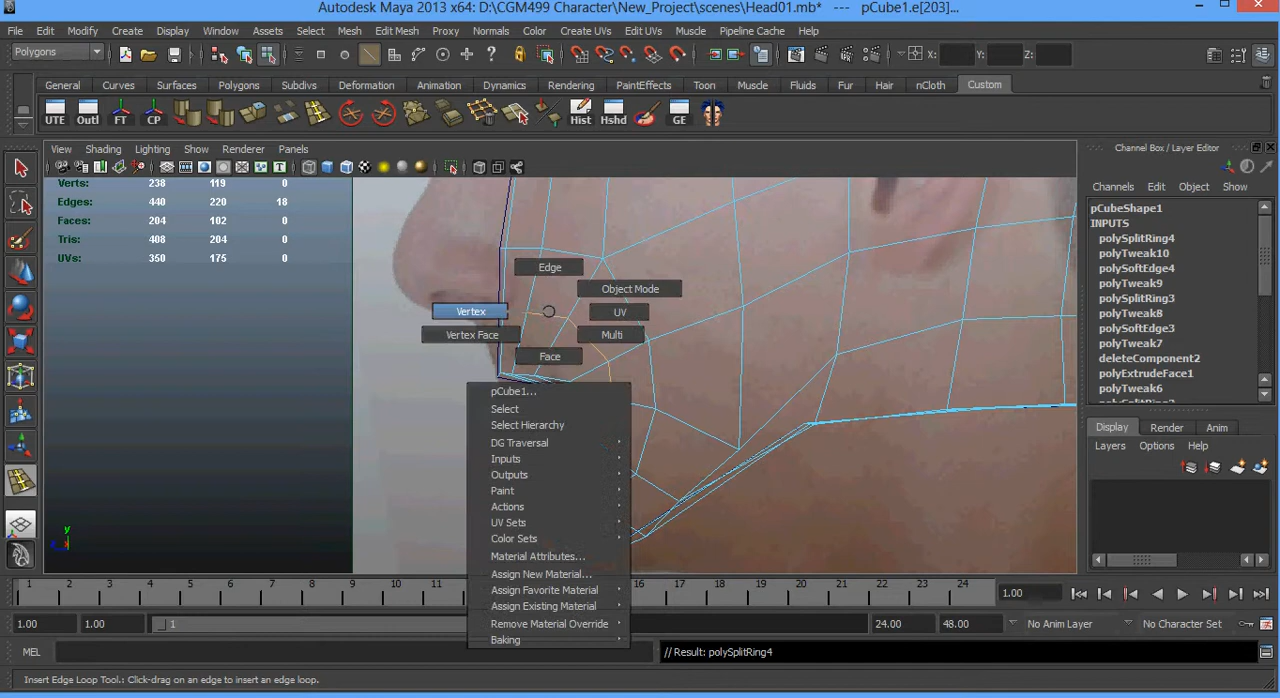 Autodesk Maya 2013 x64: D:\CGM499 Character\New_Project\scenes\Head01.mb* --- pCube1.e[203]...
File Edit Modify Create Display Window Assets Select Mesh Edit Mesh Proxy Normals Color Create UVs Edit UVs Muscle Pipeline Cache Help
Polygons X: Y: Z:
General Curves Surfaces Polygons Subdivs Deformation Animation Dynamics Rendering PaintEffects Toon Muscle Fluids Fur Hair nCloth Custom
UTE Outl FT CP Hist Hshd GE
View Shading Lighting Show Renderer Panels
Channel Box / Layer Editor
Channels Edit Object Show
Verts: 238 119 0
Edges: 440 220 18
Faces: 204 102 0
Tris: 408 204 0
UVs: 350 175 0
Edge
Object Mode
Vertex
UV
Vertex Face
Multi
Face
pCube1...
Select
Select Hierarchy
DG Traversal
Inputs
Outputs
Paint
Actions
UV Sets
Color Sets
Material Attributes...
Assign New Material...
Assign Favorite Material
Assign Existing Material
Remove Material Override
Baking
pCubeShape1
INPUTS
polySplitRing4
polyTweak10
polySoftEdge4
polyTweak9
polySplitRing3
polyTweak8
polySoftEdge3
polyTweak7
deleteComponent2
polyExtrudeFace1
polyTweak6
Display Render Anim
Layers Options Help
y
1 2 3 4 5 6 7 8 9 10 11 16 17 18 19 20 21 22 23 24
1.00
1.00 1.00 1 24.00 48.00 No Anim Layer No Character Set
MEL // Result: polySplitRing4
Insert Edge Loop Tool.: Click-drag on an edge to insert an edge loop.